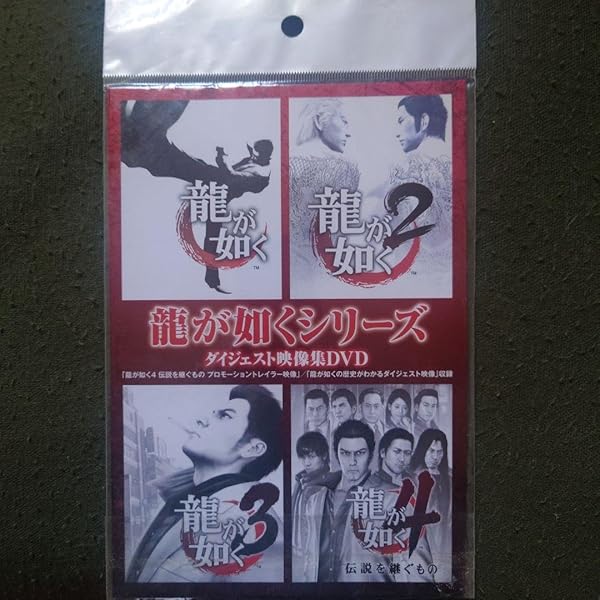 龍が
如く
TM
龍が
如く2
TM
龍が如くシリーズ
ダイジェスト映像集DVD
「龍が如く4 伝説を継ぐもの プロモーショントレイラー映像」／「龍が如くの歴史がわかるダイジェスト映像」収録
龍が
如く3
龍が
如く4
伝説を継ぐもの